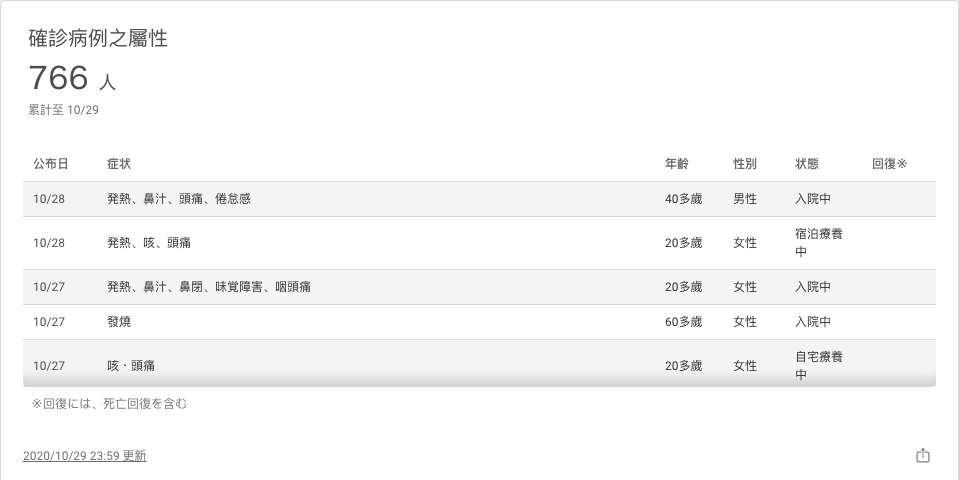 確診病例之屬性
766 人
累計至 10/29
公布日 症状 年齡 性別 状態 回復※
10/28 発熱、鼻汁、頭痛、倦怠感 40多歲 男性 入院中
10/28 発熱、咳、頭痛 20多歲 女性 宿泊療養
中
10/27 発熱、鼻汁、鼻閉、味覚障害、咽頭痛 20多歲 女性 入院中
10/27 發燒 60多歲 女性 入院中
10/27 咳・頭痛 20多歲 女性 自宅療養
中
※回復には、死亡回復を含む
2020/10/29 23:59 更新